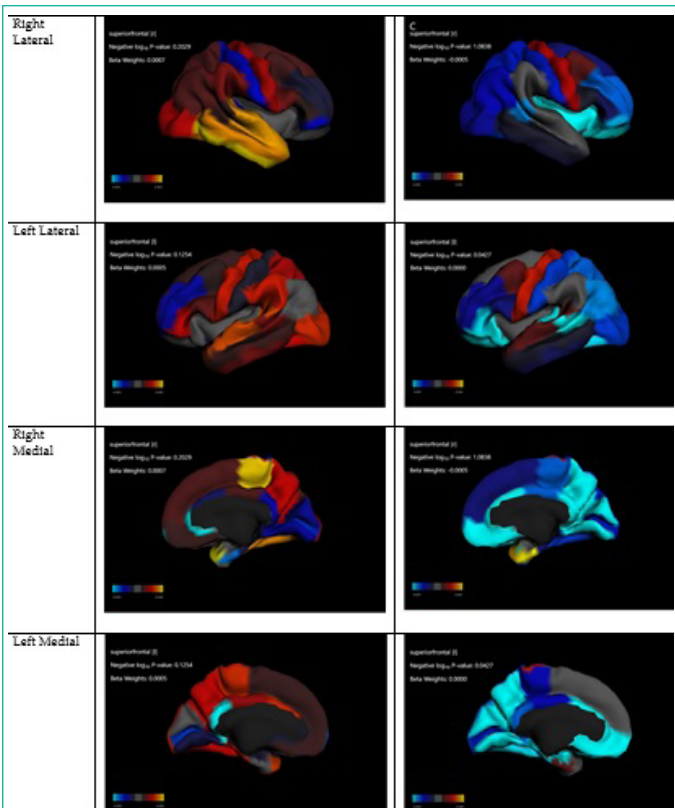 Right
Lateral
superiorfrontal [r]
Negative log₁₀ P-value: 0.2029
Beta Weights: 0.0007
C
superiorfrontal [r]
Negative log₁₀ P-value: 1.0838
Beta Weights: -0.0005
Left Lateral
superiorfrontal [l]
Negative log₁₀ P-value: 0.1254
Beta Weights: 0.0005
superiorfrontal [l]
Negative log₁₀ P-value: 0.0427
Beta Weights: 0.0000
Right
Medial
superiorfrontal [r]
Negative log₁₀ P-value: 0.2029
Beta Weights: 0.0007
superiorfrontal [r]
Negative log₁₀ P-value: 1.0838
Beta Weights: -0.0005
Left Medial
superiorfrontal [l]
Negative log₁₀ P-value: 0.1254
Beta Weights: 0.0005
superiorfrontal [l]
Negative log₁₀ P-value: 0.0427
Beta Weights: 0.0000